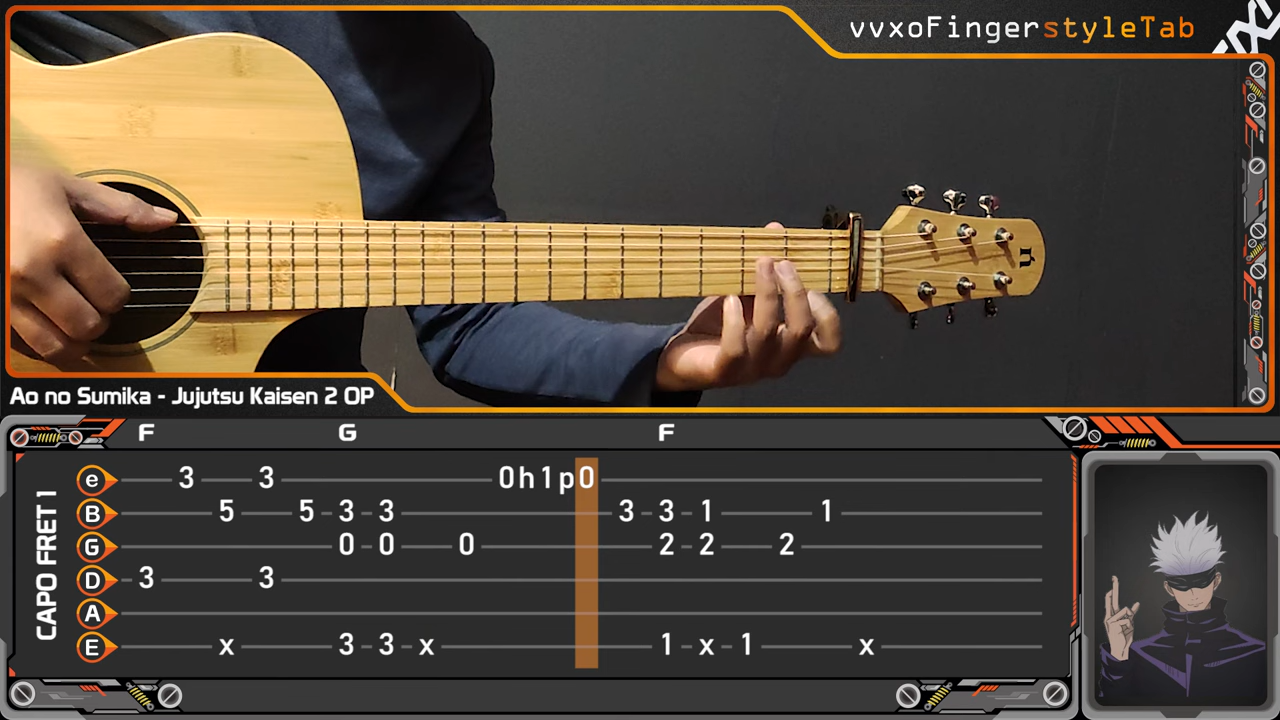 vvxoFingerstyleTab
Ao no Sumika - Jujutsu Kaisen 2 OP
F G F
CAPO FRET 1
e 3 3 0h1p0
B 5 5 3 3 3 3 1 1
G 0 0 0 2 2 2
D 3 3
A
E x 3 3 x 1 x 1 x